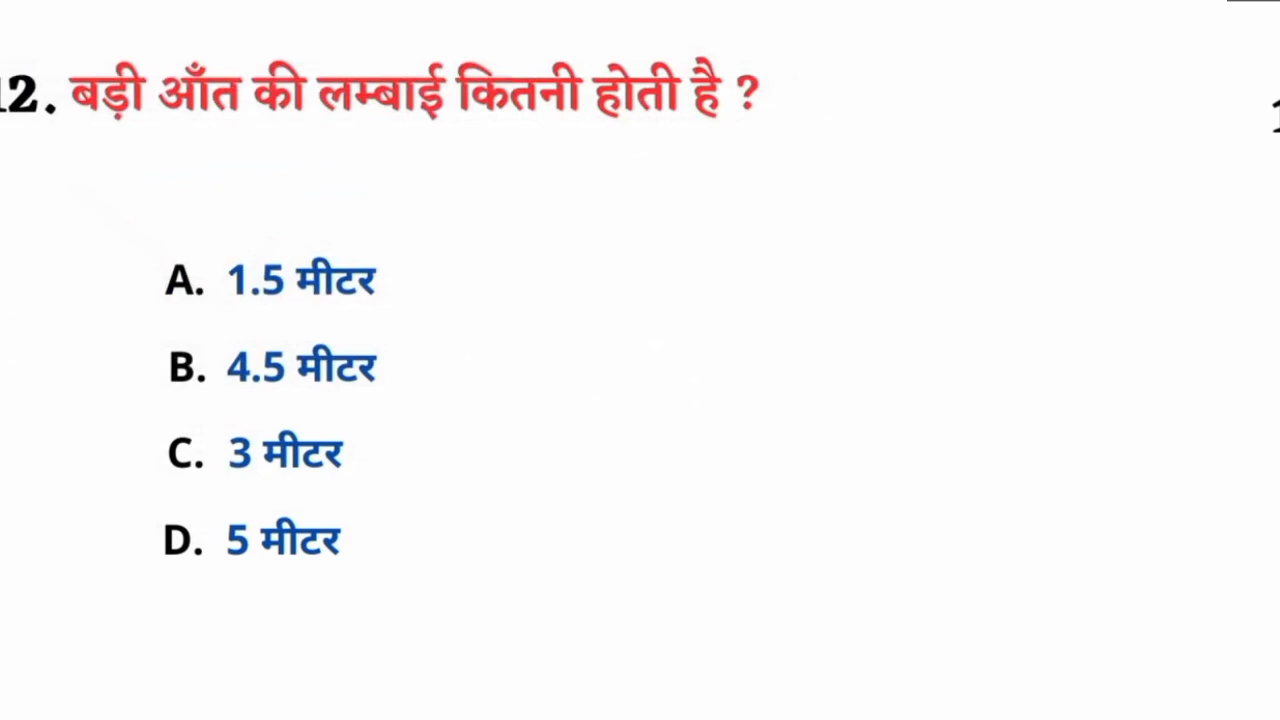 12. बड़ी आँत की लम्बाई कितनी होती है ?
A. 1.5 मीटर
B. 4.5 मीटर
C. 3 मीटर
D. 5 मीटर